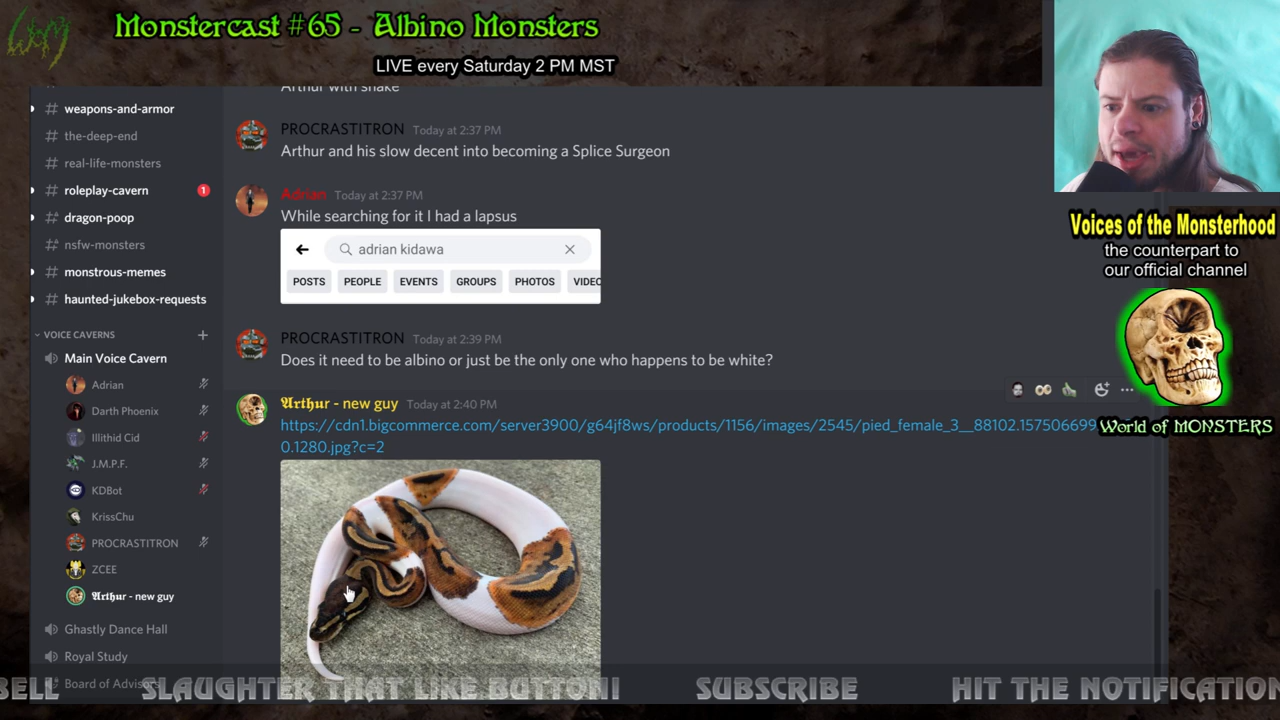 Monstercast #65 - Albino Monsters
LIVE every Saturday 2 PM MST
weapons-and-armor
the-deep-end
real-life-monsters
roleplay-cavern 1
dragon-poop
nsfw-monsters
monstrous-memes
haunted-jukebox-requests
VOICE CAVERNS
Main Voice Cavern
Adrian
Darth Phoenix
Illithid Cid
J.M.P.F.
KDBot
KrissChu
PROCRASTITRON
ZCEE
Arthur - new guy
Ghastly Dance Hall
Royal Study
Board of Advisors
Arthur with snake
PROCRASTITRON Today at 2:37 PM
Arthur and his slow decent into becoming a Splice Surgeon
Adrian Today at 2:37 PM
While searching for it I had a lapsus
adrian kidawa
POSTS PEOPLE EVENTS GROUPS PHOTOS VIDEO
PROCRASTITRON Today at 2:39 PM
Does it need to be albino or just be the only one who happens to be white?
Arthur - new guy Today at 2:40 PM
https://cdn1.bigcommerce.com/server3900/g64jf8ws/products/1156/images/2545/pied_female_3__88102.157506699
0.1280.jpg?c=2
Voices of the Monsterhood
the counterpart to
our official channel
World of MONSTERS
BELL SLAUGHTER THAT LIKE BUTTON! SUBSCRIBE HIT THE NOTIFICATION